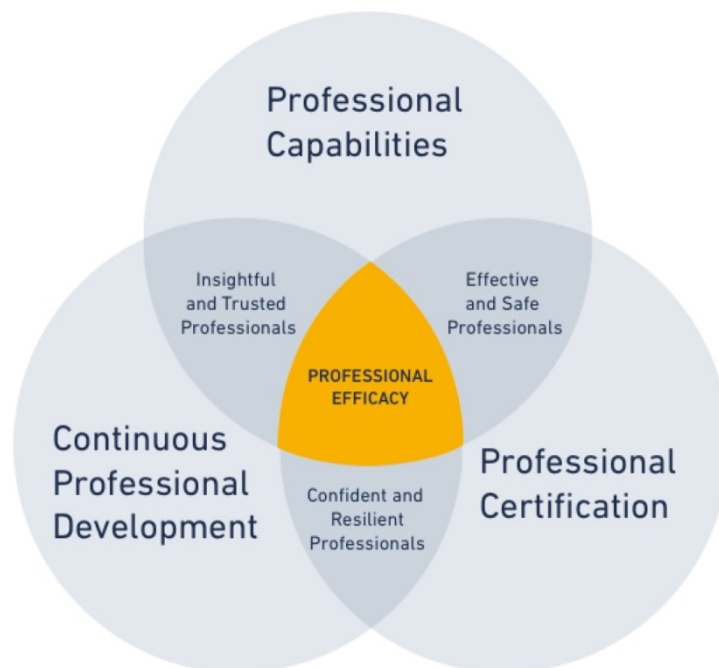 Professional
Capabilities
Insightful
and Trusted
Professionals
Effective
and Safe
Professionals
PROFESSIONAL
EFFICACY
Continuous
Professional
Development
Professional
Certification
Confident and
Resilient
Professionals